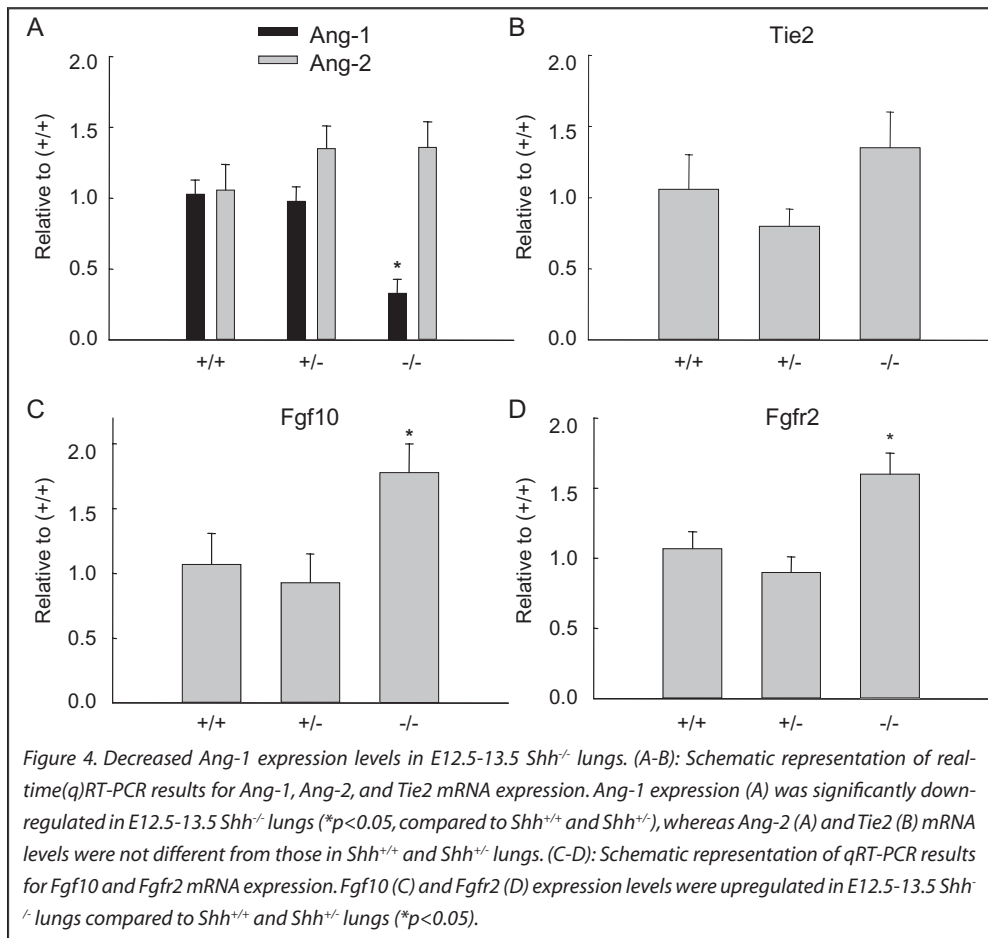 A
Ang-1
Ang-2
2.0
1.5
1.0
0.5
0.0
Relative to (+/+)
*
+/+ +/- -/-
B
Tie2
2.0
1.5
1.0
0.5
0.0
Relative to (+/+)
+/+ +/- -/-
C
Fgf10
2.0
1.5
1.0
0.5
0.0
Relative to (+/+)
*
+/+ +/- -/-
D
Fgfr2
2.0
1.5
1.0
0.5
0.0
Relative to (+/+)
*
+/+ +/- -/-
Figure 4. Decreased Ang-1 expression levels in E12.5-13.5 Shh-/- lungs. (A-B): Schematic representation of real-
time(q)RT-PCR results for Ang-1, Ang-2, and Tie2 mRNA expression. Ang-1 expression (A) was significantly down-
regulated in E12.5-13.5 Shh-/- lungs (*p<0.05, compared to Shh+/+ and Shh+/-), whereas Ang-2 (A) and Tie2 (B) mRNA
levels were not different from those in Shh+/+ and Shh+/- lungs. (C-D): Schematic representation of qRT-PCR results
for Fgf10 and Fgfr2 mRNA expression. Fgf10 (C) and Fgfr2 (D) expression levels were upregulated in E12.5-13.5 Shh-
/- lungs compared to Shh+/+ and Shh+/- lungs (*p<0.05).